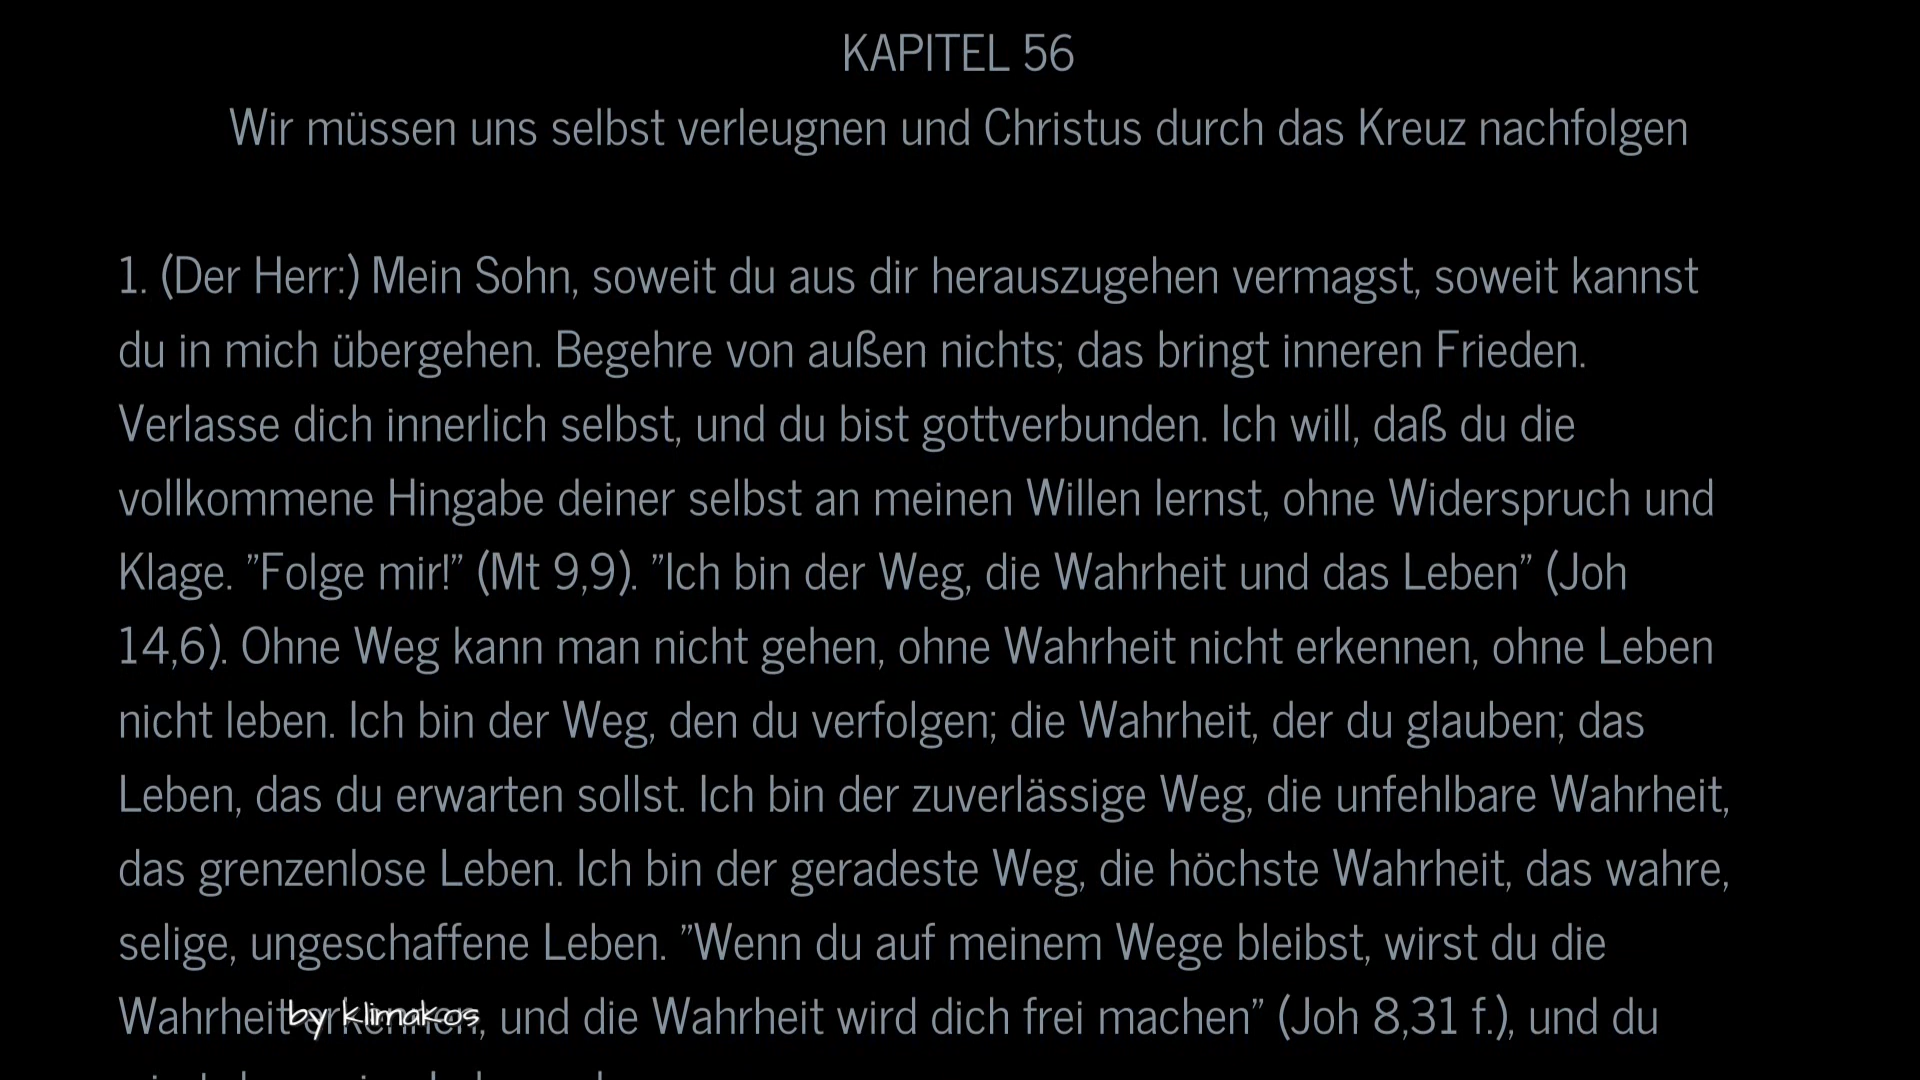 KAPITEL 56
Wir müssen uns selbst verleugnen und Christus durch das Kreuz nachfolgen
1. (Der Herr:) Mein Sohn, soweit du aus dir herauszugehen vermagst, soweit kannst
du in mich übergehen. Begehre von außen nichts; das bringt inneren Frieden.
Verlasse dich innerlich selbst, und du bist gottverbunden. Ich will, daß du die
vollkommene Hingabe deiner selbst an meinen Willen lernst, ohne Widerspruch und
Klage. ”Folge mir!” (Mt 9,9). ”Ich bin der Weg, die Wahrheit und das Leben” (Joh
14,6). Ohne Weg kann man nicht gehen, ohne Wahrheit nicht erkennen, ohne Leben
nicht leben. Ich bin der Weg, den du verfolgen; die Wahrheit, der du glauben; das
Leben, das du erwarten sollst. Ich bin der zuverlässige Weg, die unfehlbare Wahrheit,
das grenzenlose Leben. Ich bin der geradeste Weg, die höchste Wahrheit, das wahre,
selige, ungeschaffene Leben. ”Wenn du auf meinem Wege bleibst, wirst du die
Wahrheit , und die Wahrheit wird dich frei machen” (Joh 8,31 f.), und du
by klimakos